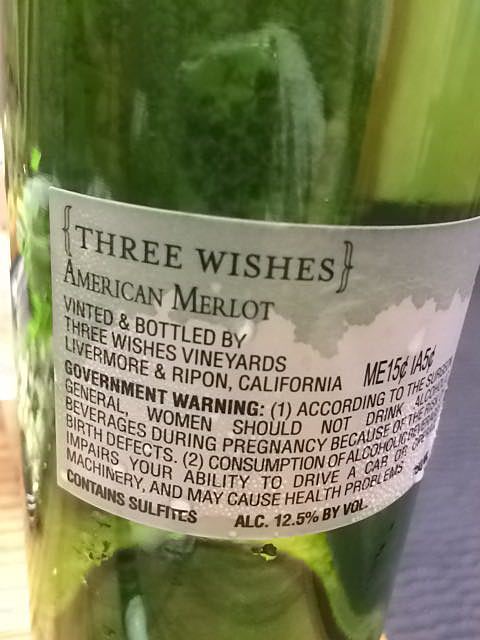 {THREE WISHES}
AMERICAN MERLOT
VINTED & BOTTLED BY
THREE WISHES VINEYARDS
LIVERMORE & RIPON, CALIFORNIA
ME15¢ IA5¢
GOVERNMENT WARNING: (1) ACCORDING TO THE SURGEON
GENERAL, WOMEN SHOULD NOT DRINK ALCOHOLIC
BEVERAGES DURING PREGNANCY BECAUSE OF THE RISK OF
BIRTH DEFECTS. (2) CONSUMPTION OF ALCOHOLIC BEVERAGES
IMPAIRS YOUR ABILITY TO DRIVE A CAR OR OPERATE
MACHINERY, AND MAY CAUSE HEALTH PROBLEMS
CONTAINS SULFITES ALC. 12.5% BY VOL.